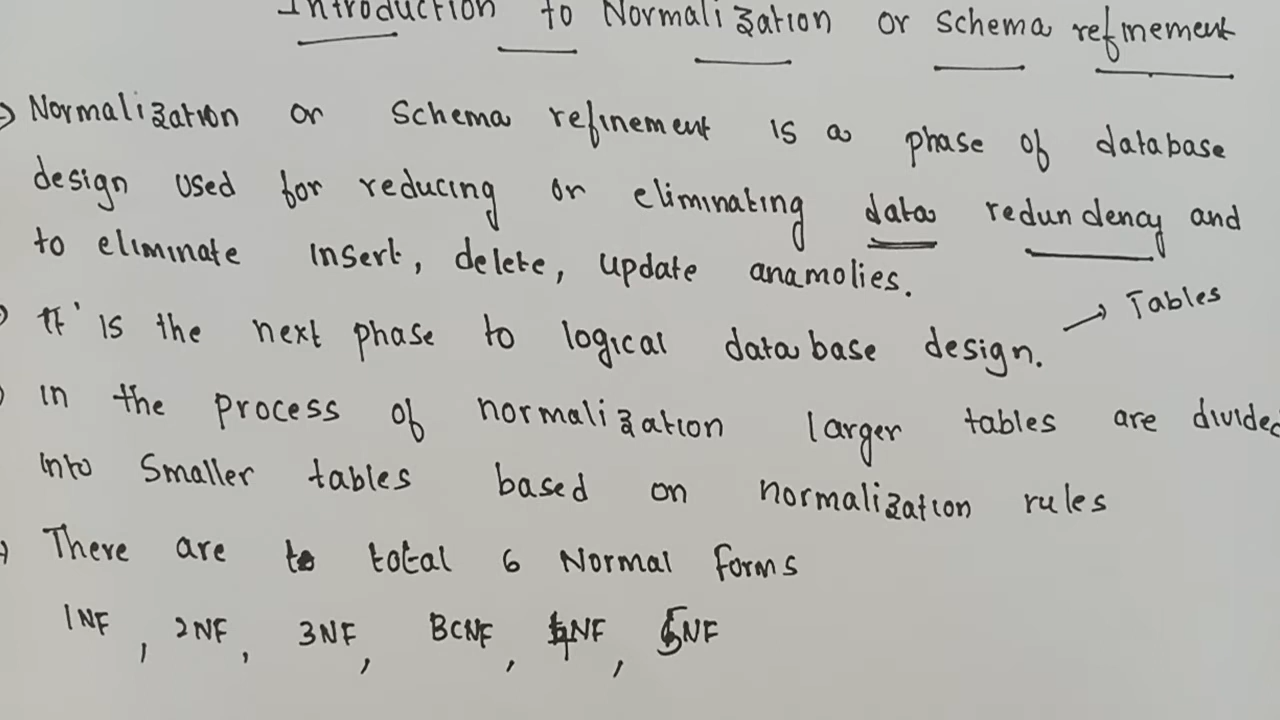 Introduction to Normalization or Schema refinement
→ Normalization or Schema refinement is a phase of database
design used for reducing or eliminating data redundency and
to eliminate insert, delete, update anamolies.
→ Tables
It' is the next phase to logical database design.
in the process of normalization larger tables are divided
into Smaller tables based on normalization rules
→ There are to total 6 Normal forms
1NF, 2NF, 3NF, BCNF, 4NF, 5NF